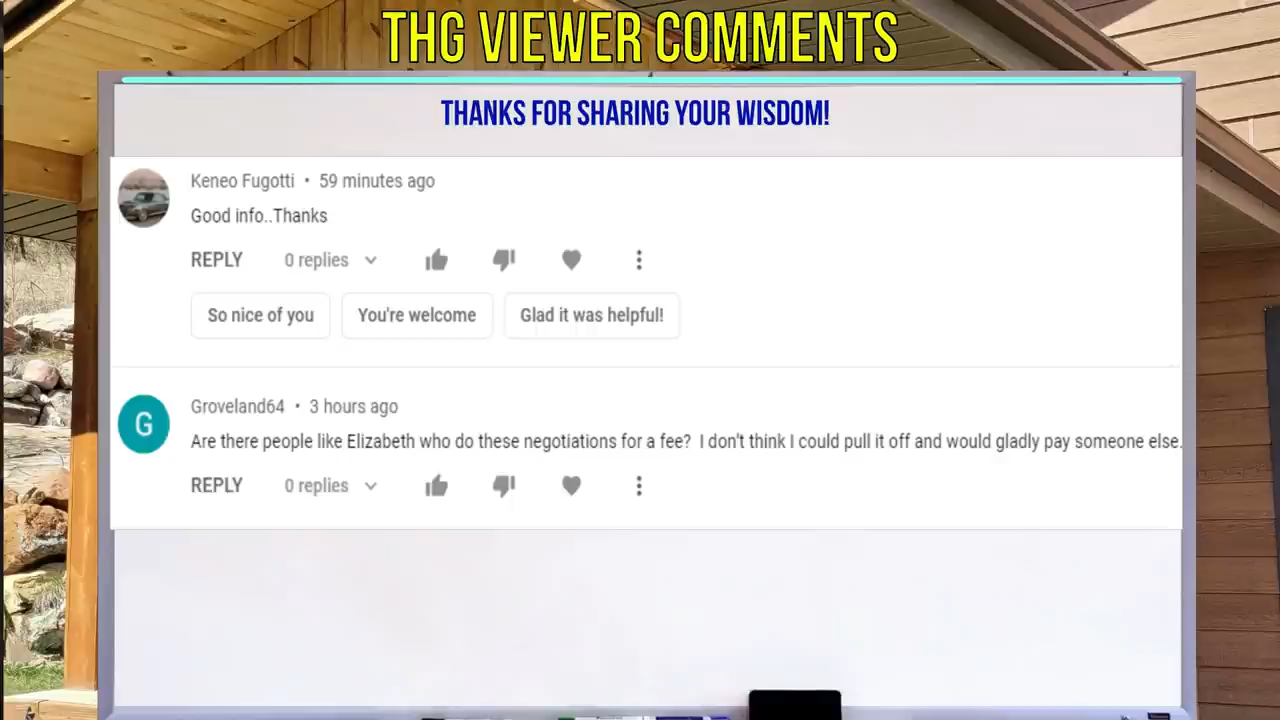 THG VIEWER COMMENTS
THANKS FOR SHARING YOUR WISDOM!
Keneo Fugotti • 59 minutes ago
Good info..Thanks
REPLY 0 replies
So nice of you You're welcome Glad it was helpful!
G Groveland64 • 3 hours ago
Are there people like Elizabeth who do these negotiations for a fee? I don't think I could pull it off and would gladly pay someone else.
REPLY 0 replies